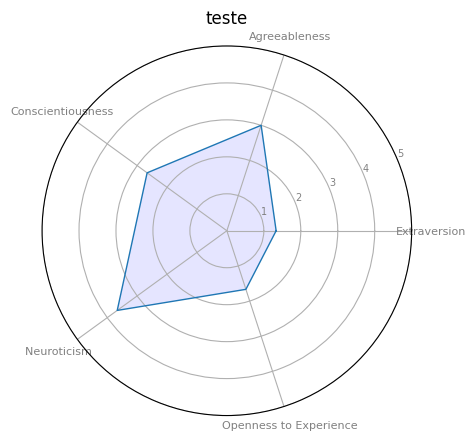 teste
Agreeableness
Conscientiousness
5
4
3
2
1
Extraversion
Neuroticism
Openness to Experience